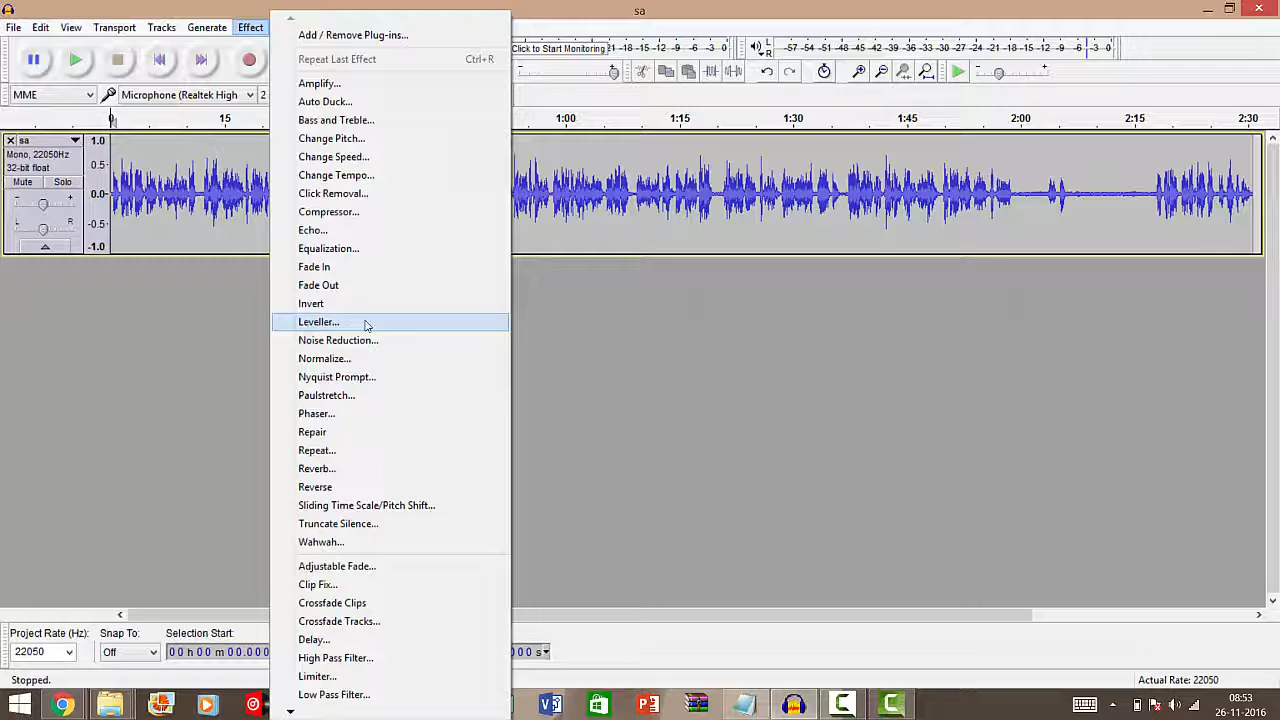 sa
File Edit View Transport Tracks Generate Effect
Add / Remove Plug-ins...
Repeat Last Effect Ctrl+R
Amplify...
Auto Duck...
Bass and Treble...
Change Pitch...
Change Speed...
Change Tempo...
Click Removal...
Compressor...
Echo...
Equalization...
Fade In
Fade Out
Invert
Leveller...
Noise Reduction...
Normalize...
Nyquist Prompt...
Paulstretch...
Phaser...
Repair
Repeat...
Reverb...
Reverse
Sliding Time Scale/Pitch Shift...
Truncate Silence...
Wahwah...
Adjustable Fade...
Clip Fix...
Crossfade Clips
Crossfade Tracks...
Delay...
High Pass Filter...
Limiter...
Low Pass Filter...
Click to Start Monitoring -21 -18 -15 -12 -9 -6 -3 0
L R -57 -54 -51 -48 -45 -42 -39 -36 -33 -30 -27 -24 -21 -18 -15 -12 -9 -6 -3 0
MME Microphone (Realtek High 2
0 15 1:00 1:15 1:30 1:45 2:00 2:15 2:30
sa 1.0
Mono, 22050Hz
32-bit float 0.5
Mute Solo
- + 0.0
L R -0.5
-1.0
Project Rate (Hz): Snap To: Selection Start:
22050 Off 00 h 00 m 00.000 000 s
Stopped. Actual Rate: 22050
08:53
26-11-2016